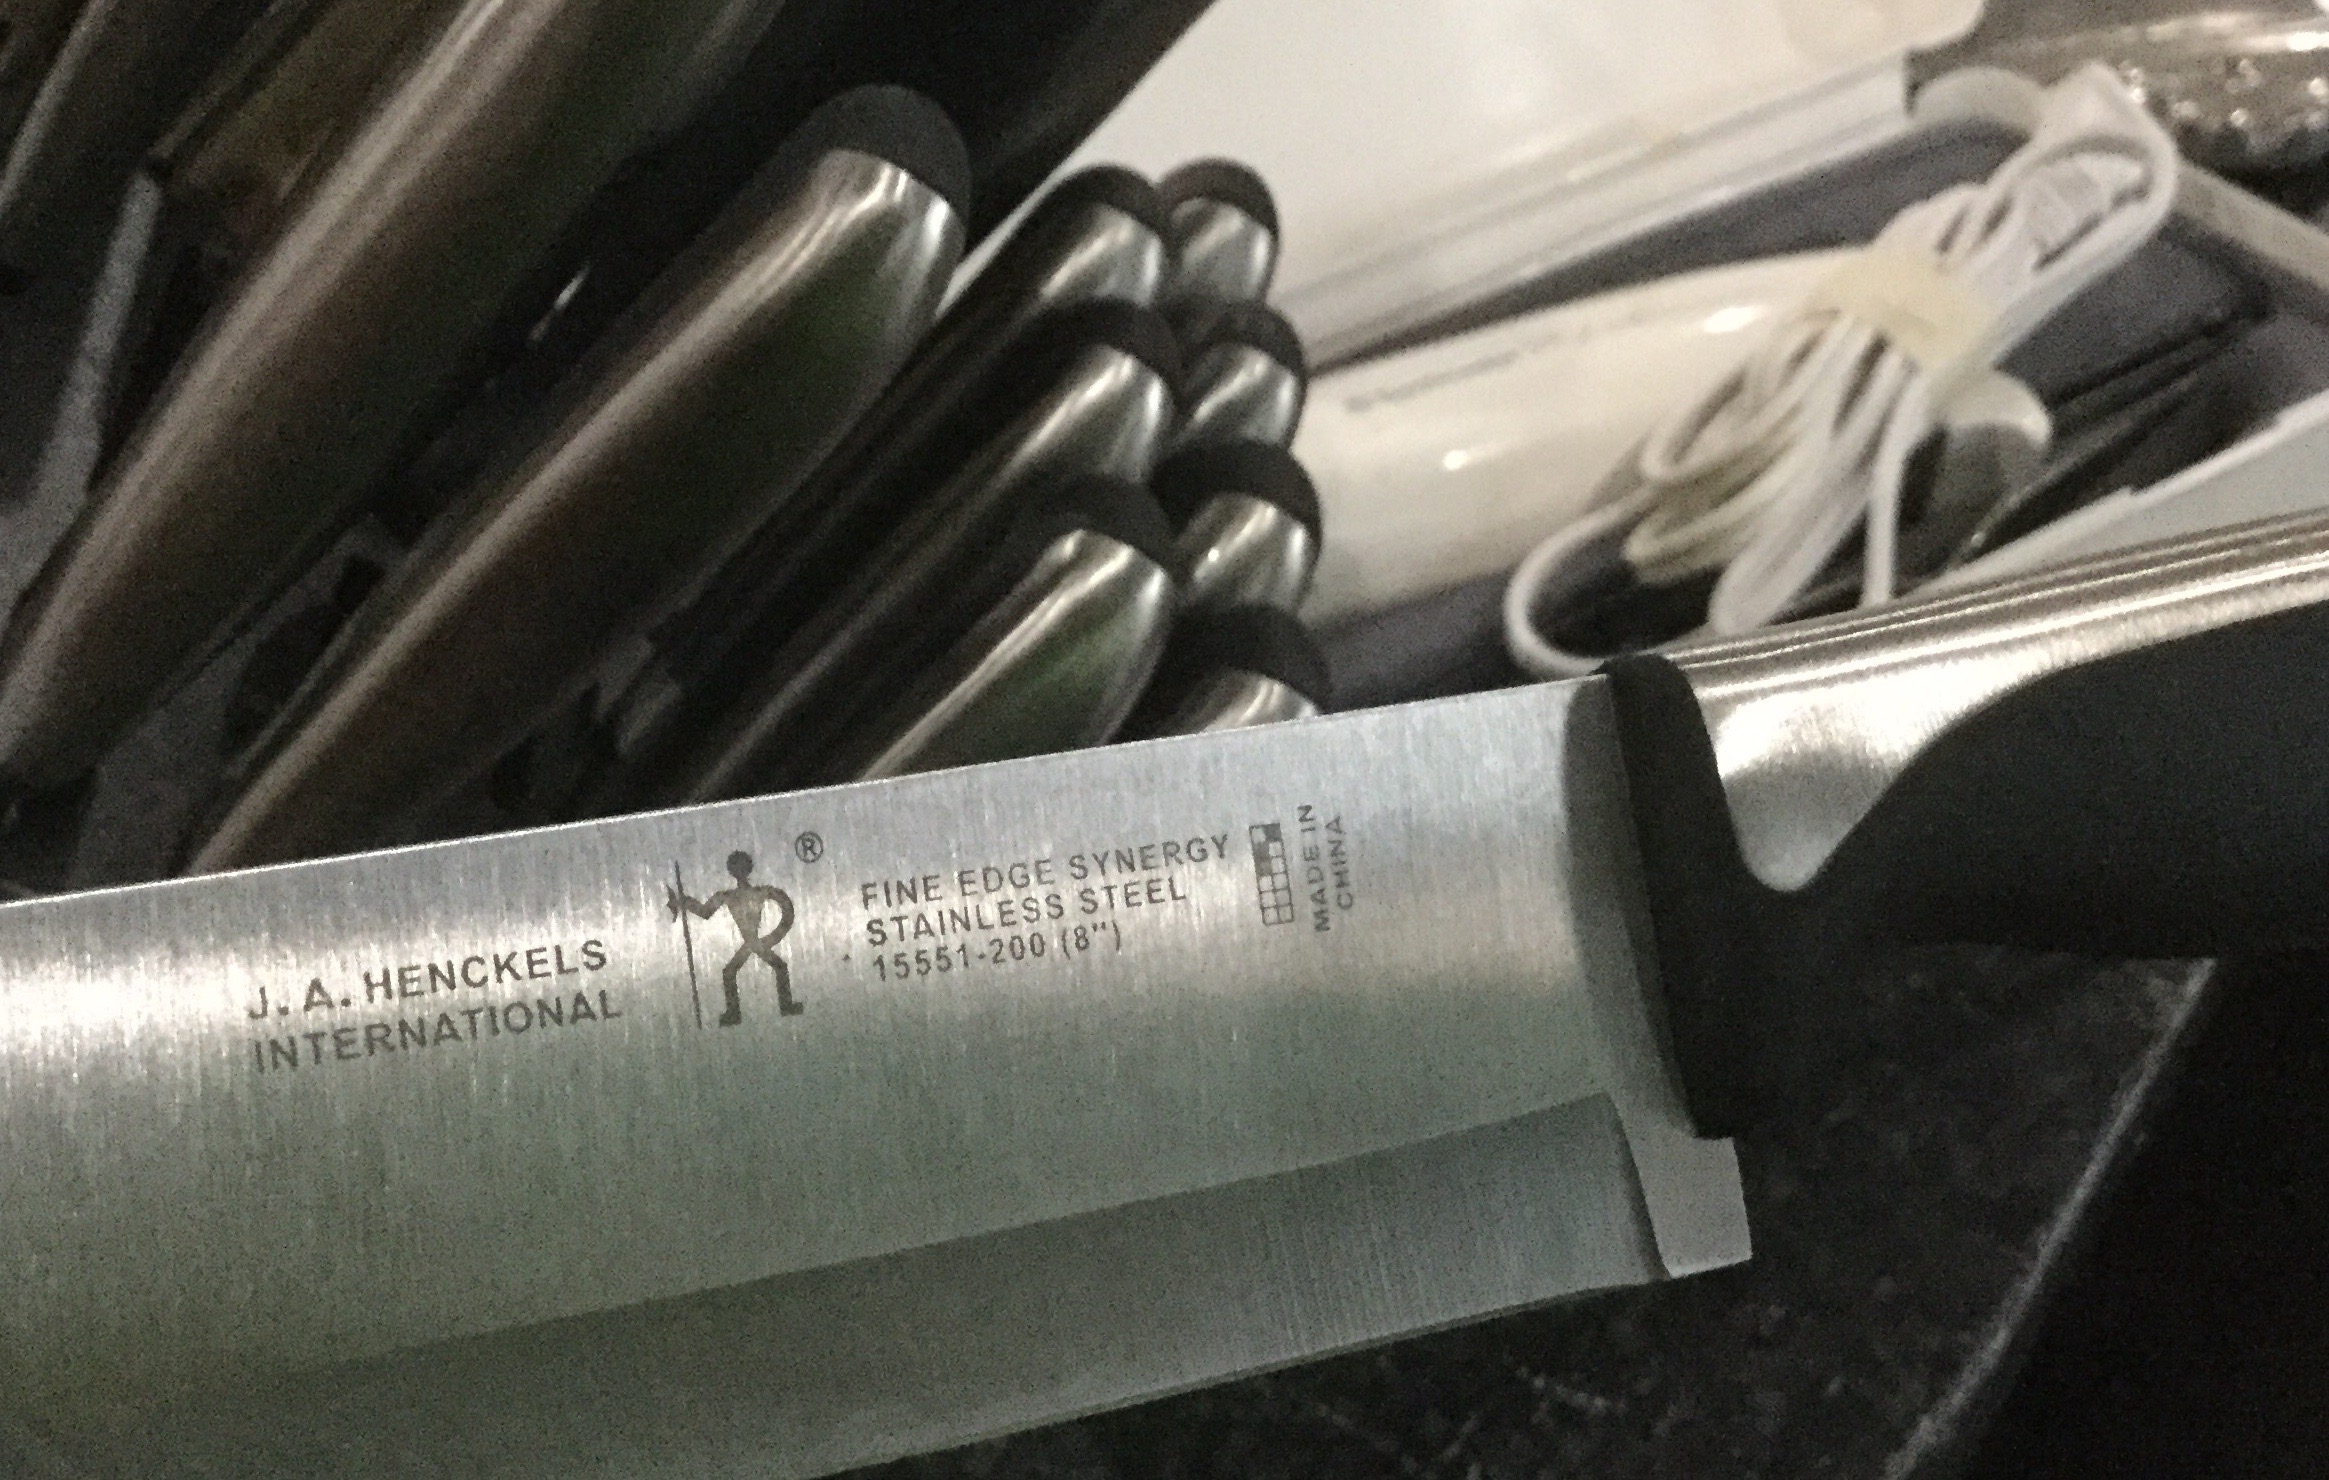 J. A. HENCKELS
INTERNATIONAL
®
FINE EDGE SYNERGY
STAINLESS STEEL
15551-200 (8")
MADE IN
CHINA